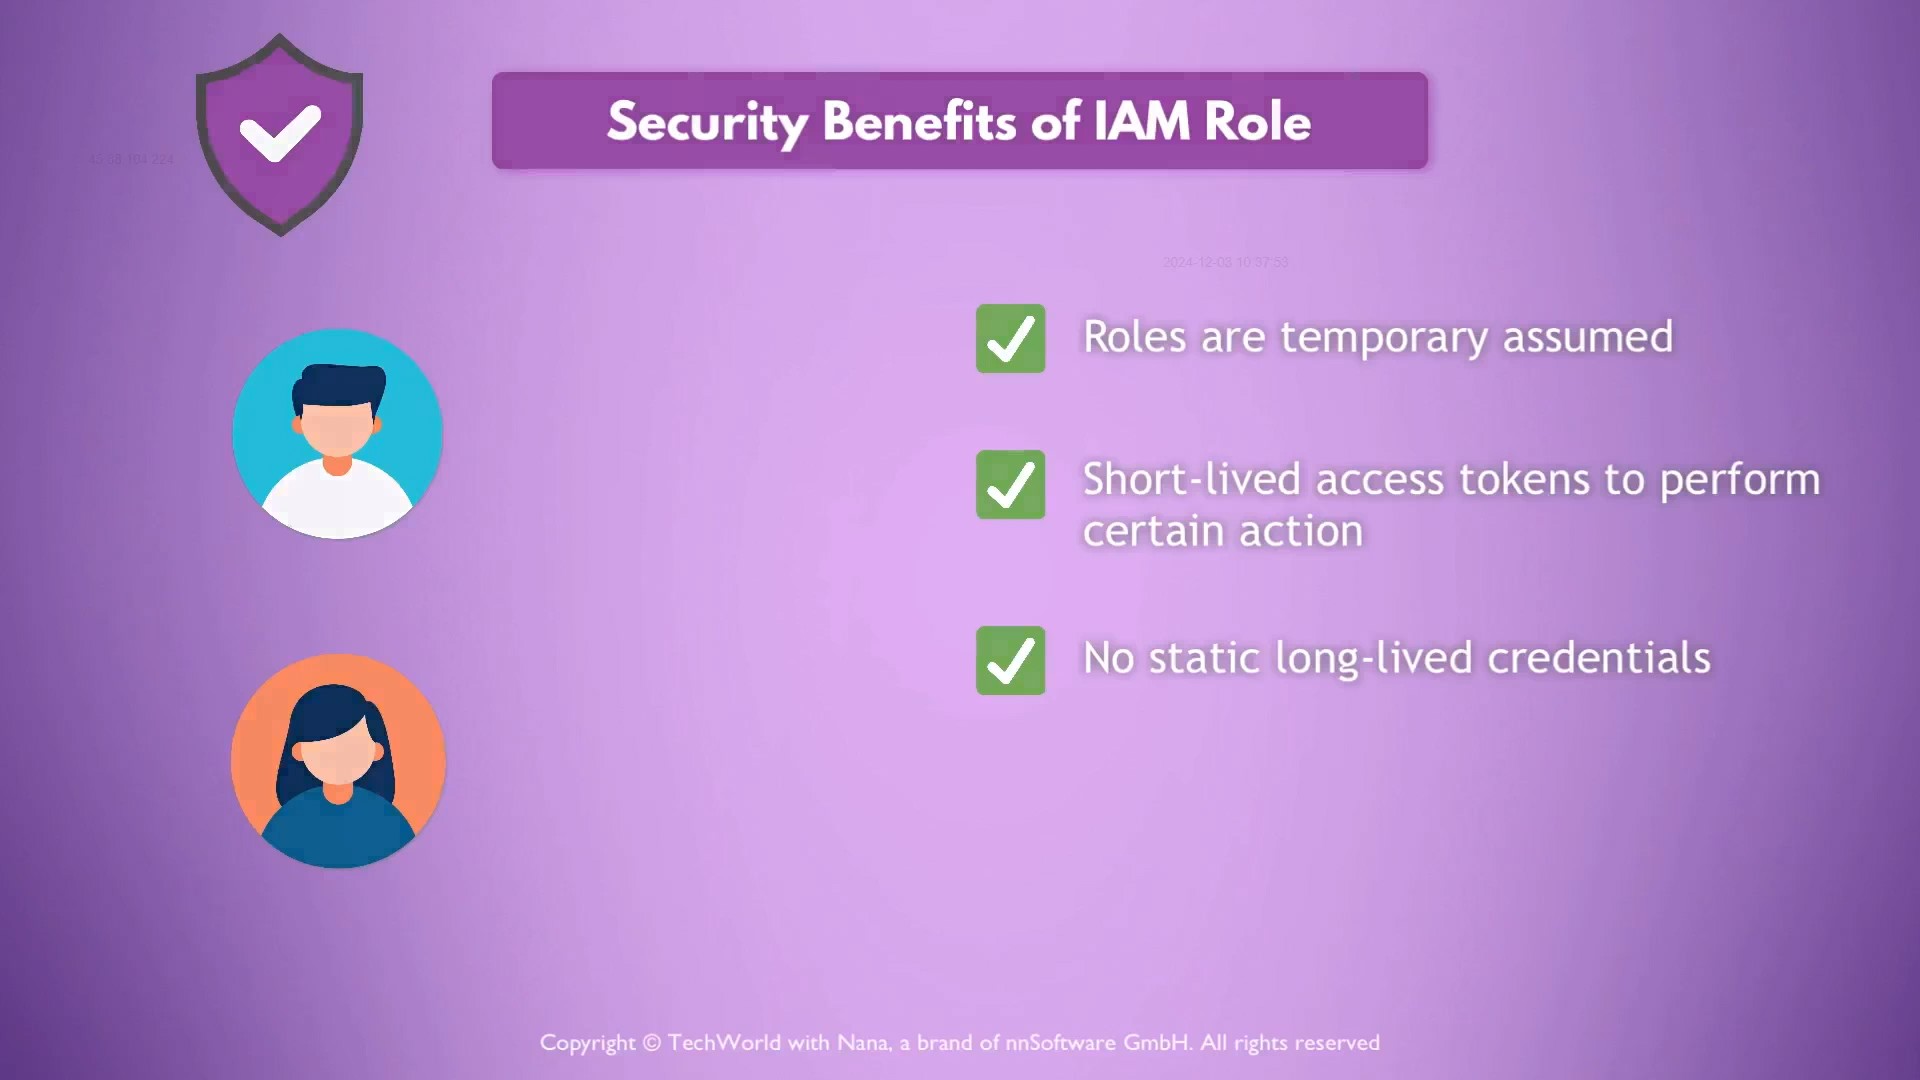 Security Benefits of IAM Role
2024-12-03 10:37:53
Roles are temporary assumed
Short-lived access tokens to perform
certain action
No static long-lived credentials
Copyright © TechWorld with Nana, a brand of nnSoftware GmbH. All rights reserved